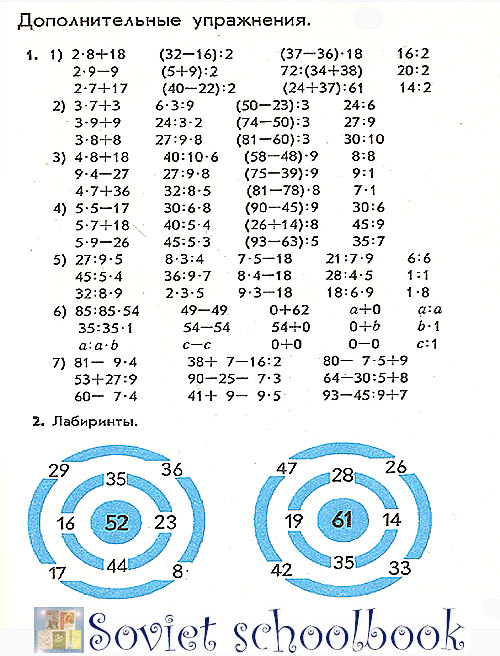 Дополнительные упражнения.
1. 1) 2·8+18 (32−16):2 (37−36)·18 16:2
2·9−9 (5+9):2 72:(34+38) 20:2
2·7+17 (40−22):2 (24+37):61 14:2
2) 3·7+3 6·3:9 (50−23):3 24:6
3·9+9 24:3·2 (74−50):3 27:9
3·8+8 27:9·8 (81−60):3 30:10
3) 4·8+18 40:10·6 (58−48)·9 8:8
9·4−27 27:9·8 (75−39):9 9:1
4·7+36 32:8·5 (81−78)·8 7·1
4) 5·5−17 30:6·8 (90−45):9 30:6
5·7+18 40:5·4 (26+14):8 45:9
5·9−26 45:5·3 (93−63):5 35:7
5) 27:9·5 8·3:4 7·5−18 21:7·9 6:6
45:5·4 36:9·7 8·4−18 28:4·5 1:1
32:8·9 2·3·5 9·3−18 18:6·9 1·8
6) 85:85·54 49−49 0+62 a+0 a:a
35:35·1 54−54 54+0 0+b b·1
a:a·b c−c 0+0 0−0 c:1
7) 81− 9·4 38+ 7−16:2 80− 7·5+9
53+27:9 90−25− 7·3 64−30:5+8
60− 7·4 41+ 9− 9·5 93−45:9+7
2. Лабиринты.
29 36 47 26
35 28
16 52 23 19 61 14
44 35
17 8 42 33
Soviet schoolbook